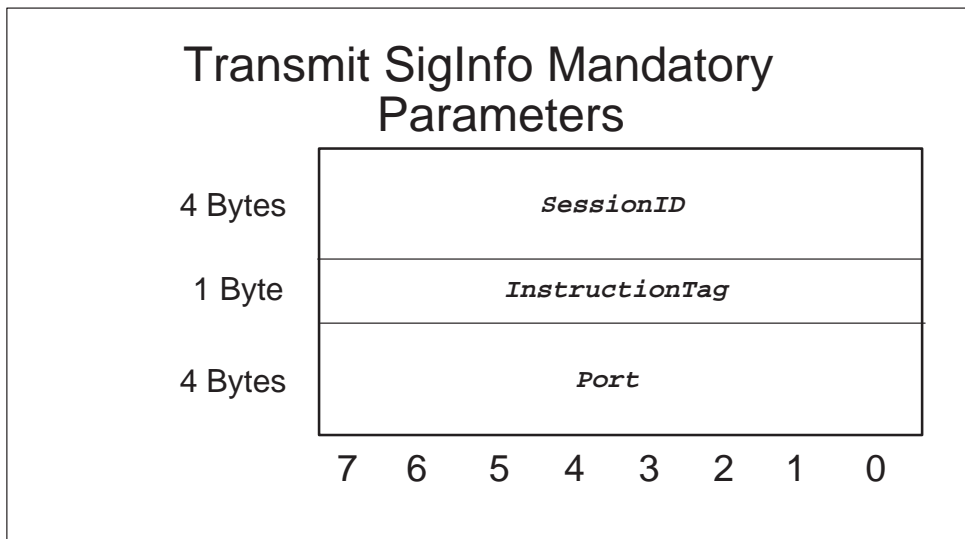 Transmit SigInfo Mandatory
Parameters
4 Bytes SessionID
1 Byte InstructionTag
4 Bytes Port
7 6 5 4 3 2 1 0